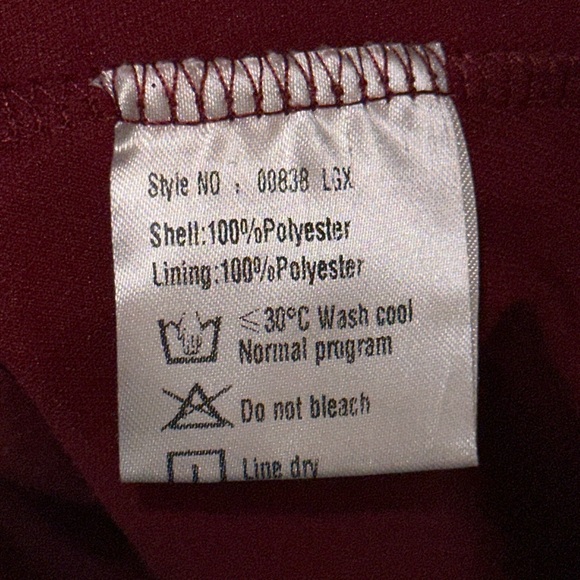 Style NO : 00838 LGX
Shell:100%Polyester
Lining:100%Polyester
≤30°C Wash cool
Normal program
Do not bleach
Line dry